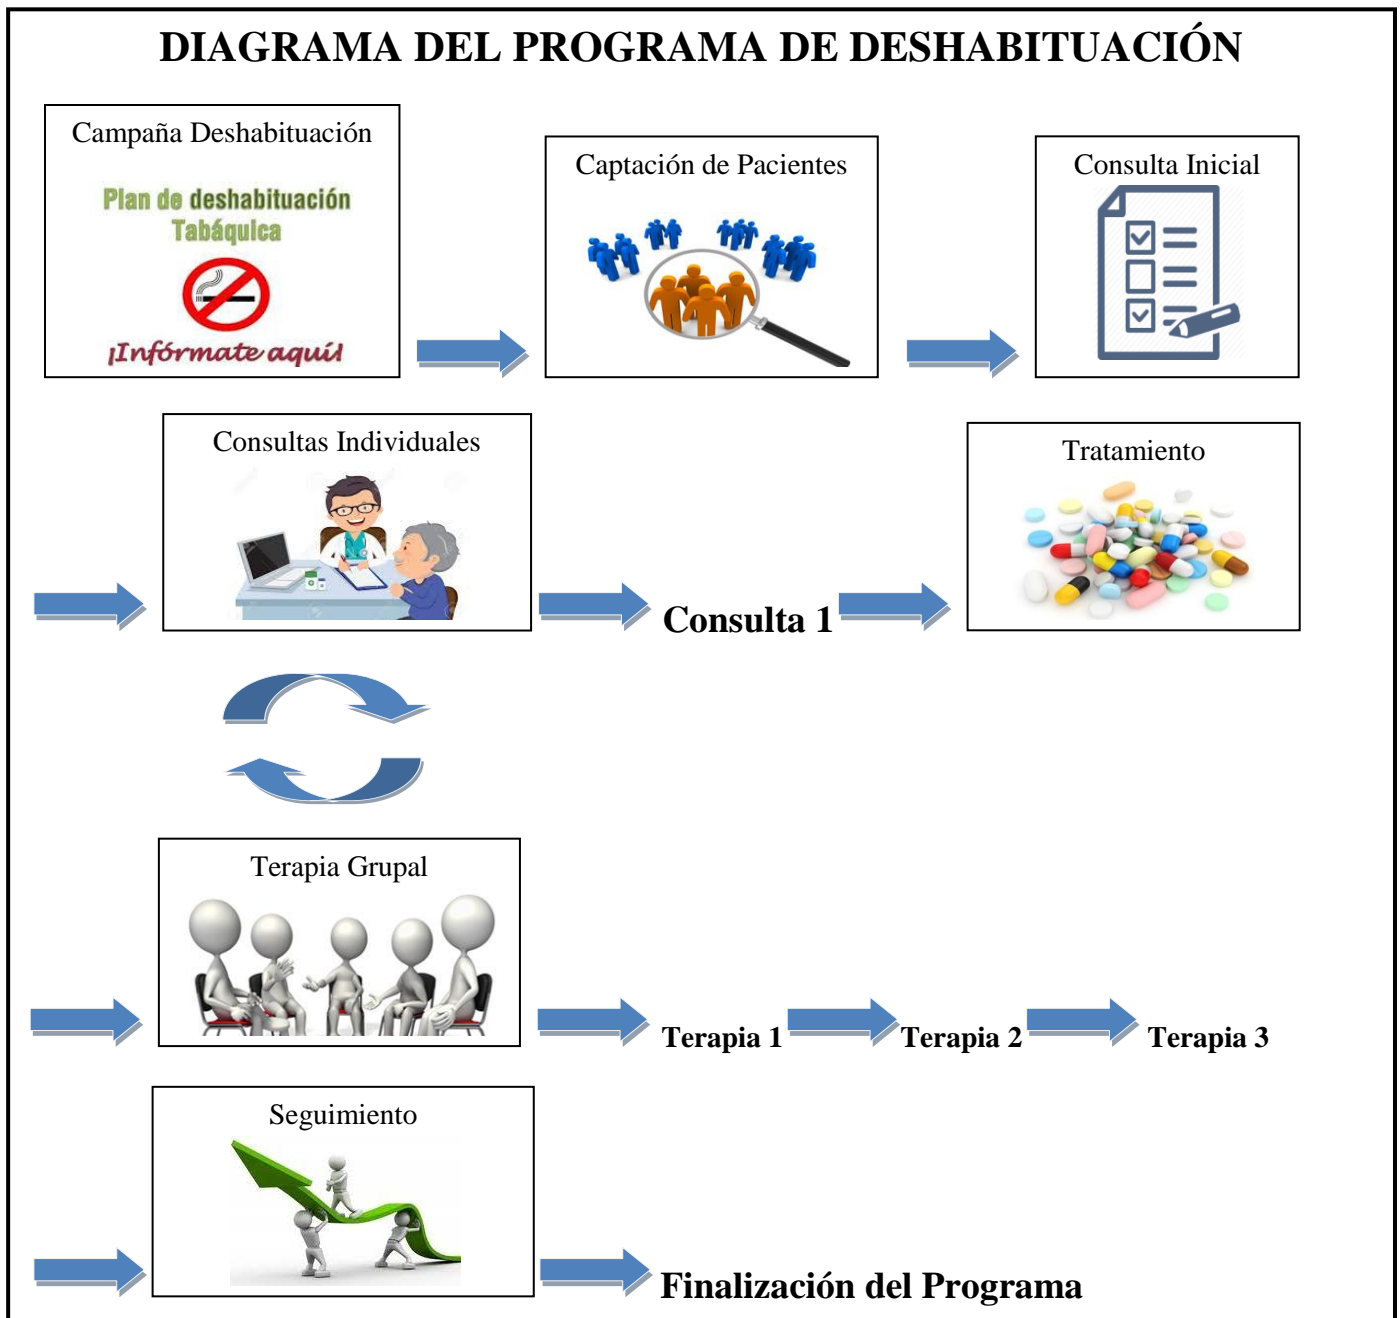 DIAGRAMA DEL PROGRAMA DE DESHABITUACIÓN
Campaña Deshabituación
Plan de deshabituación
Tabáquica
¡Infórmate aquí!
Captación de Pacientes
Consulta Inicial
Consultas Individuales
Consulta 1
Tratamiento
Terapia Grupal
Terapia 1
Terapia 2
Terapia 3
Seguimiento
Finalización del Programa